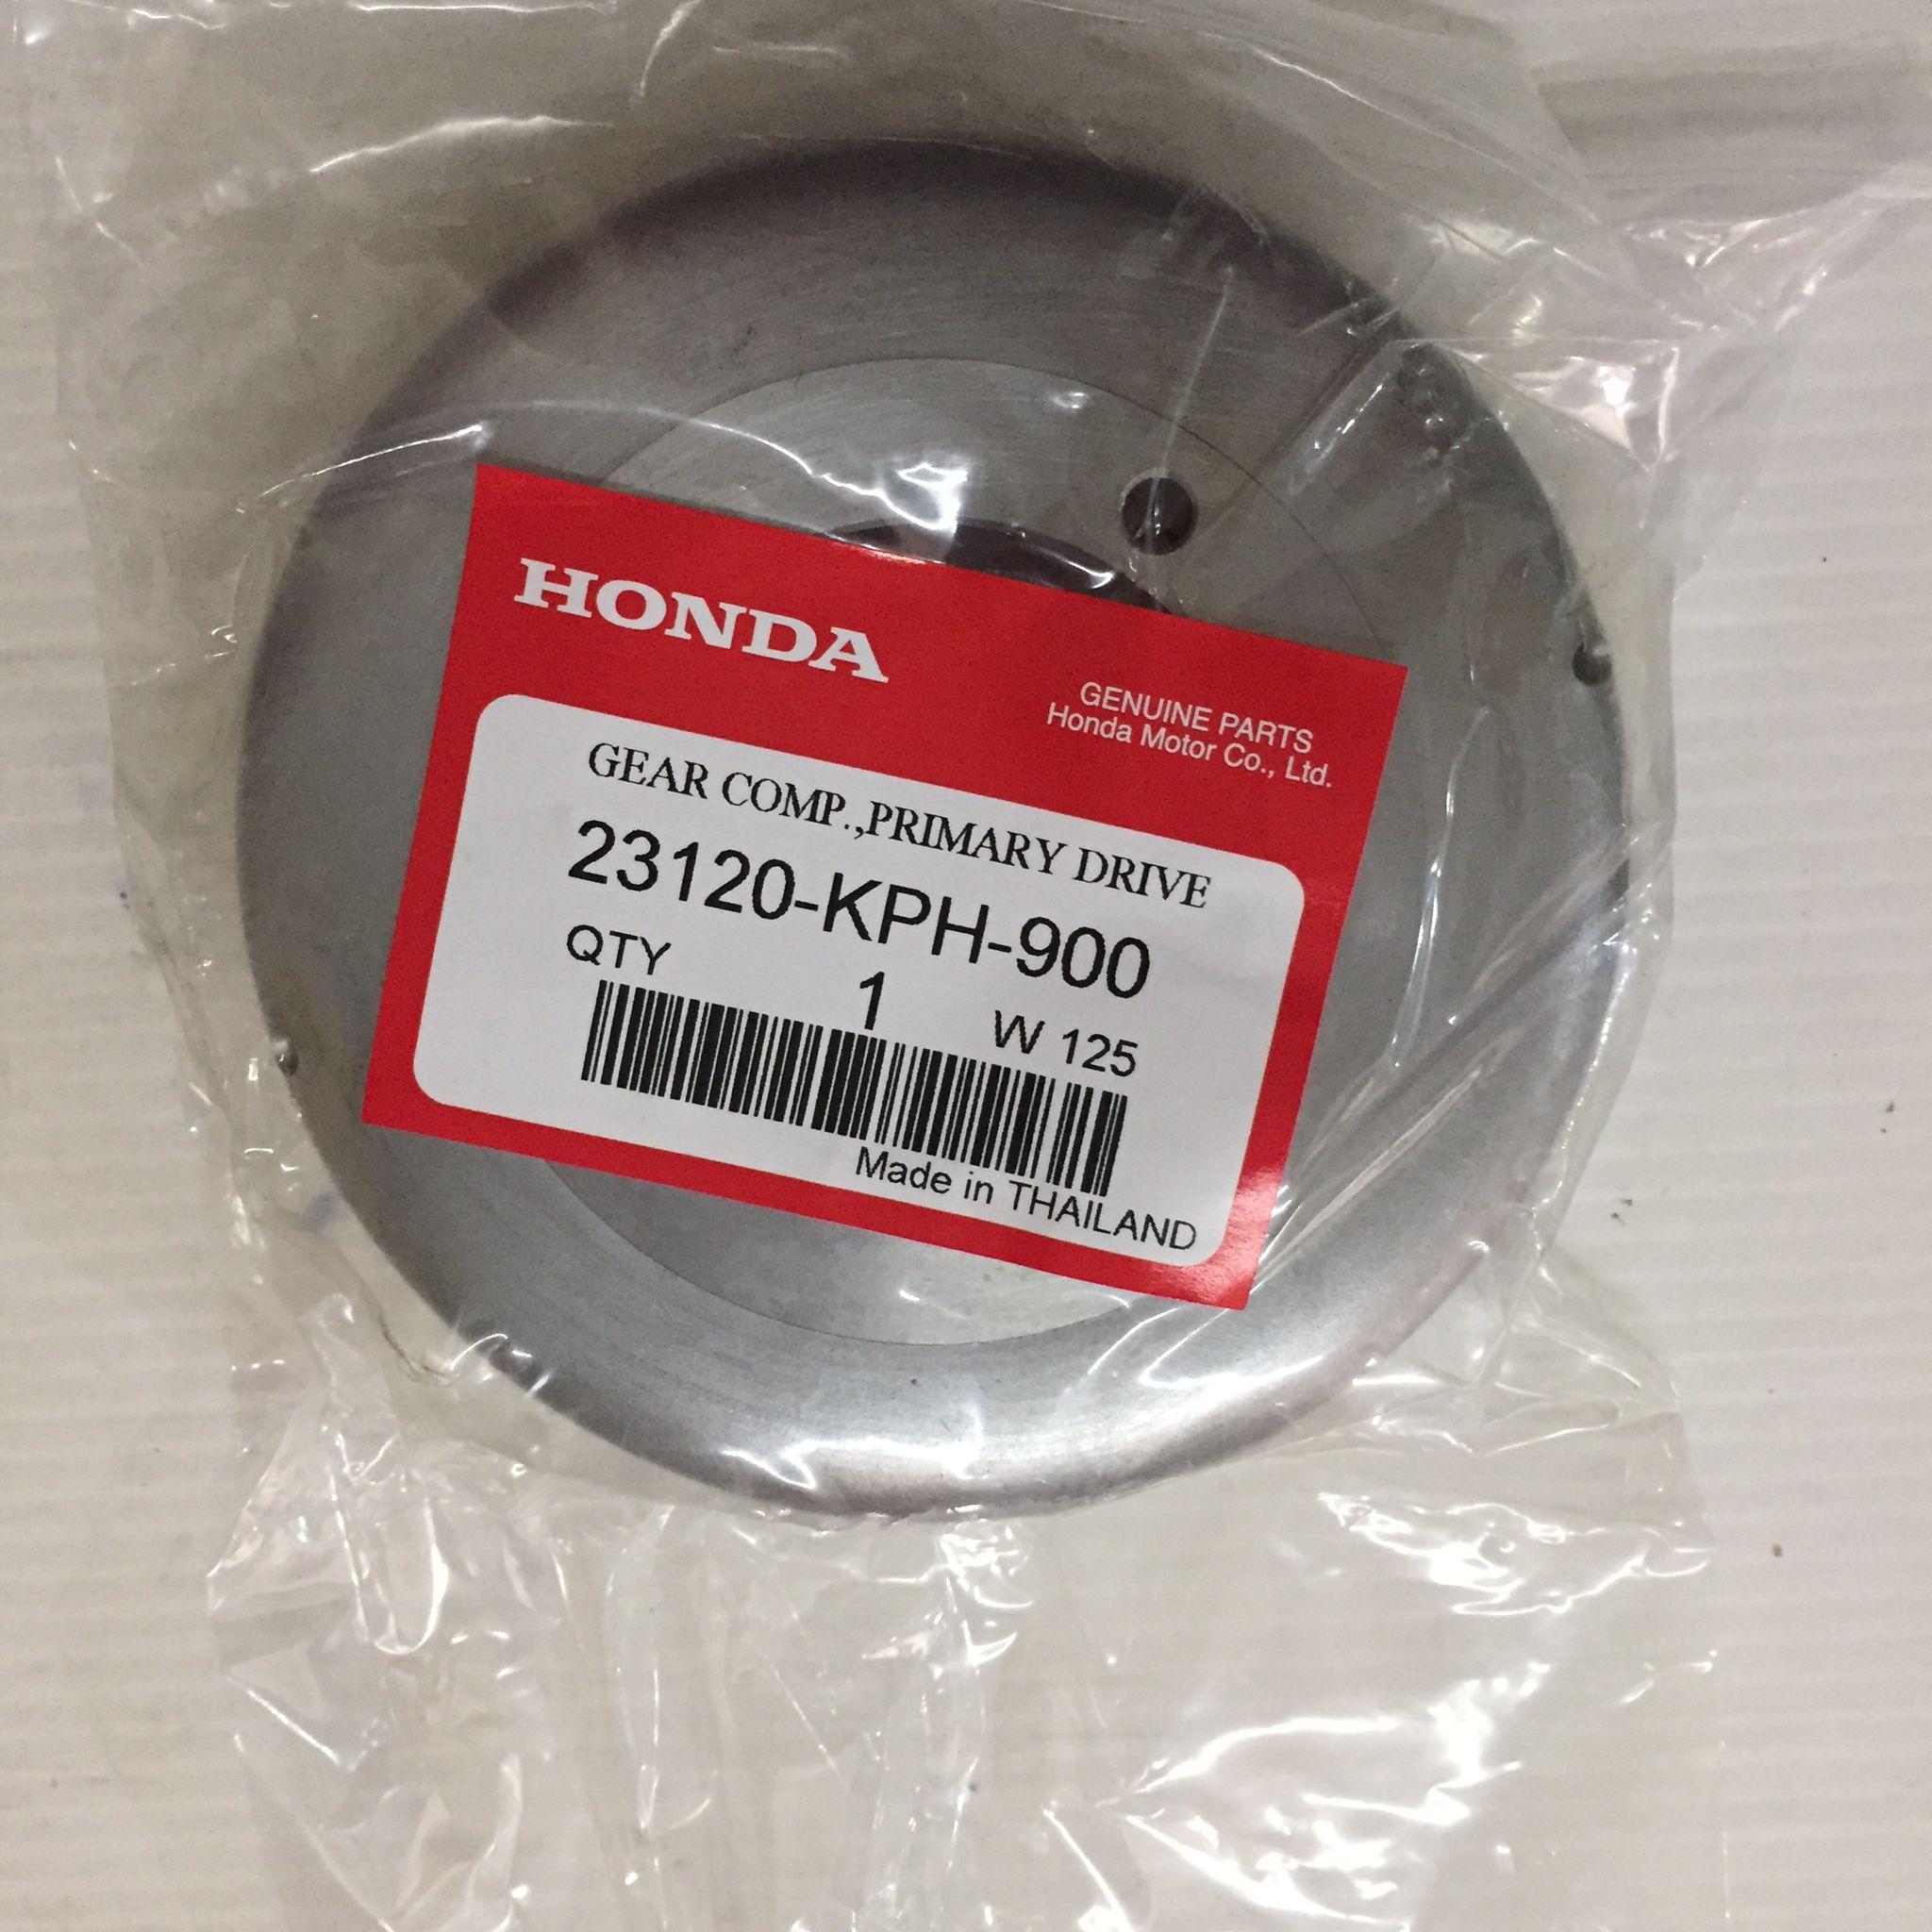 HONDA
GENUINE PARTS
Honda Motor Co., Ltd.
GEAR COMP.,PRIMARY DRIVE
23120-KPH-900
QTY 1 W 125
Made in THAILAND